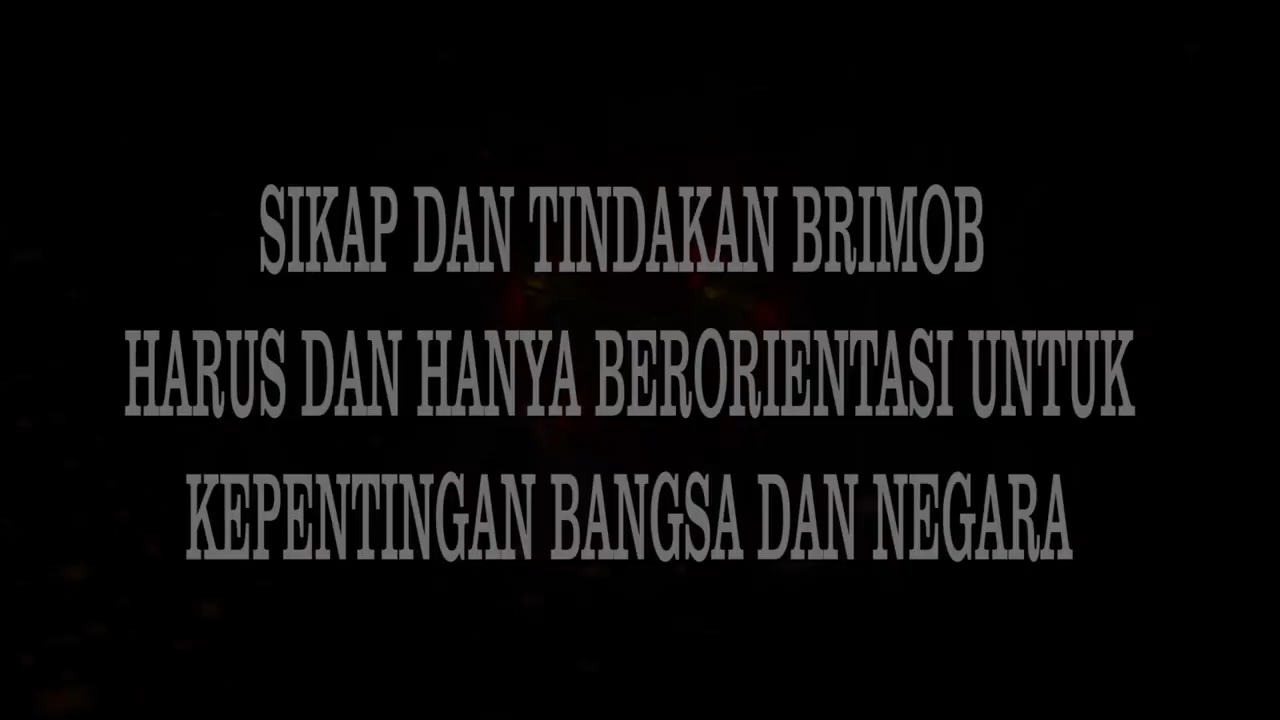 SIKAP DAN TINDAKAN BRIMOB
HARUS DAN HANYA BERORIENTASI UNTUK
KEPENTINGAN BANGSA DAN NEGARA